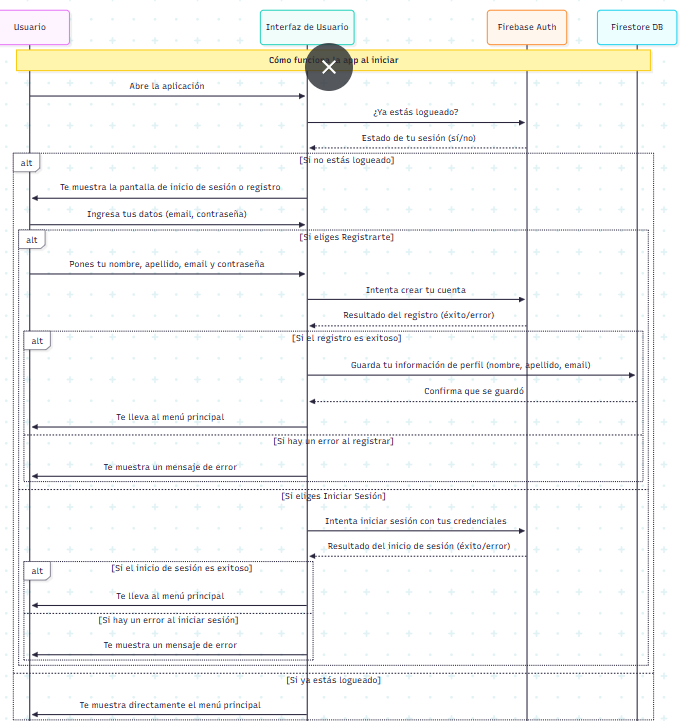 Usuario
Interfaz de Usuario
Firebase Auth
Firestore DB
Cómo app al iniciar
Abre la aplicación
¿Ya estás logueado?
Estado de tu sesión (sí/no)
alt
[Si no estás logueado]
Te muestra la pantalla de inicio de sesión o registro
Ingresa tus datos (email, contraseña)
alt
[Si eliges Registrarte]
Pones tu nombre, apellido, email y contraseña
Intenta crear tu cuenta
Resultado del registro (éxito/error)
alt
[Si el registro es exitoso]
Guarda tu información de perfil (nombre, apellido, email)
Confirma que se guardó
Te lleva al menú principal
[Si hay un error al registrar]
Te muestra un mensaje de error
[Si eliges Iniciar Sesión]
Intenta iniciar sesión con tus credenciales
Resultado del inicio de sesión (éxito/error)
alt
[Si el inicio de sesión es exitoso]
Te lleva al menú principal
[Si hay un error al iniciar sesión]
Te muestra un mensaje de error
[Si ya estás logueado]
Te muestra directamente el menú principal